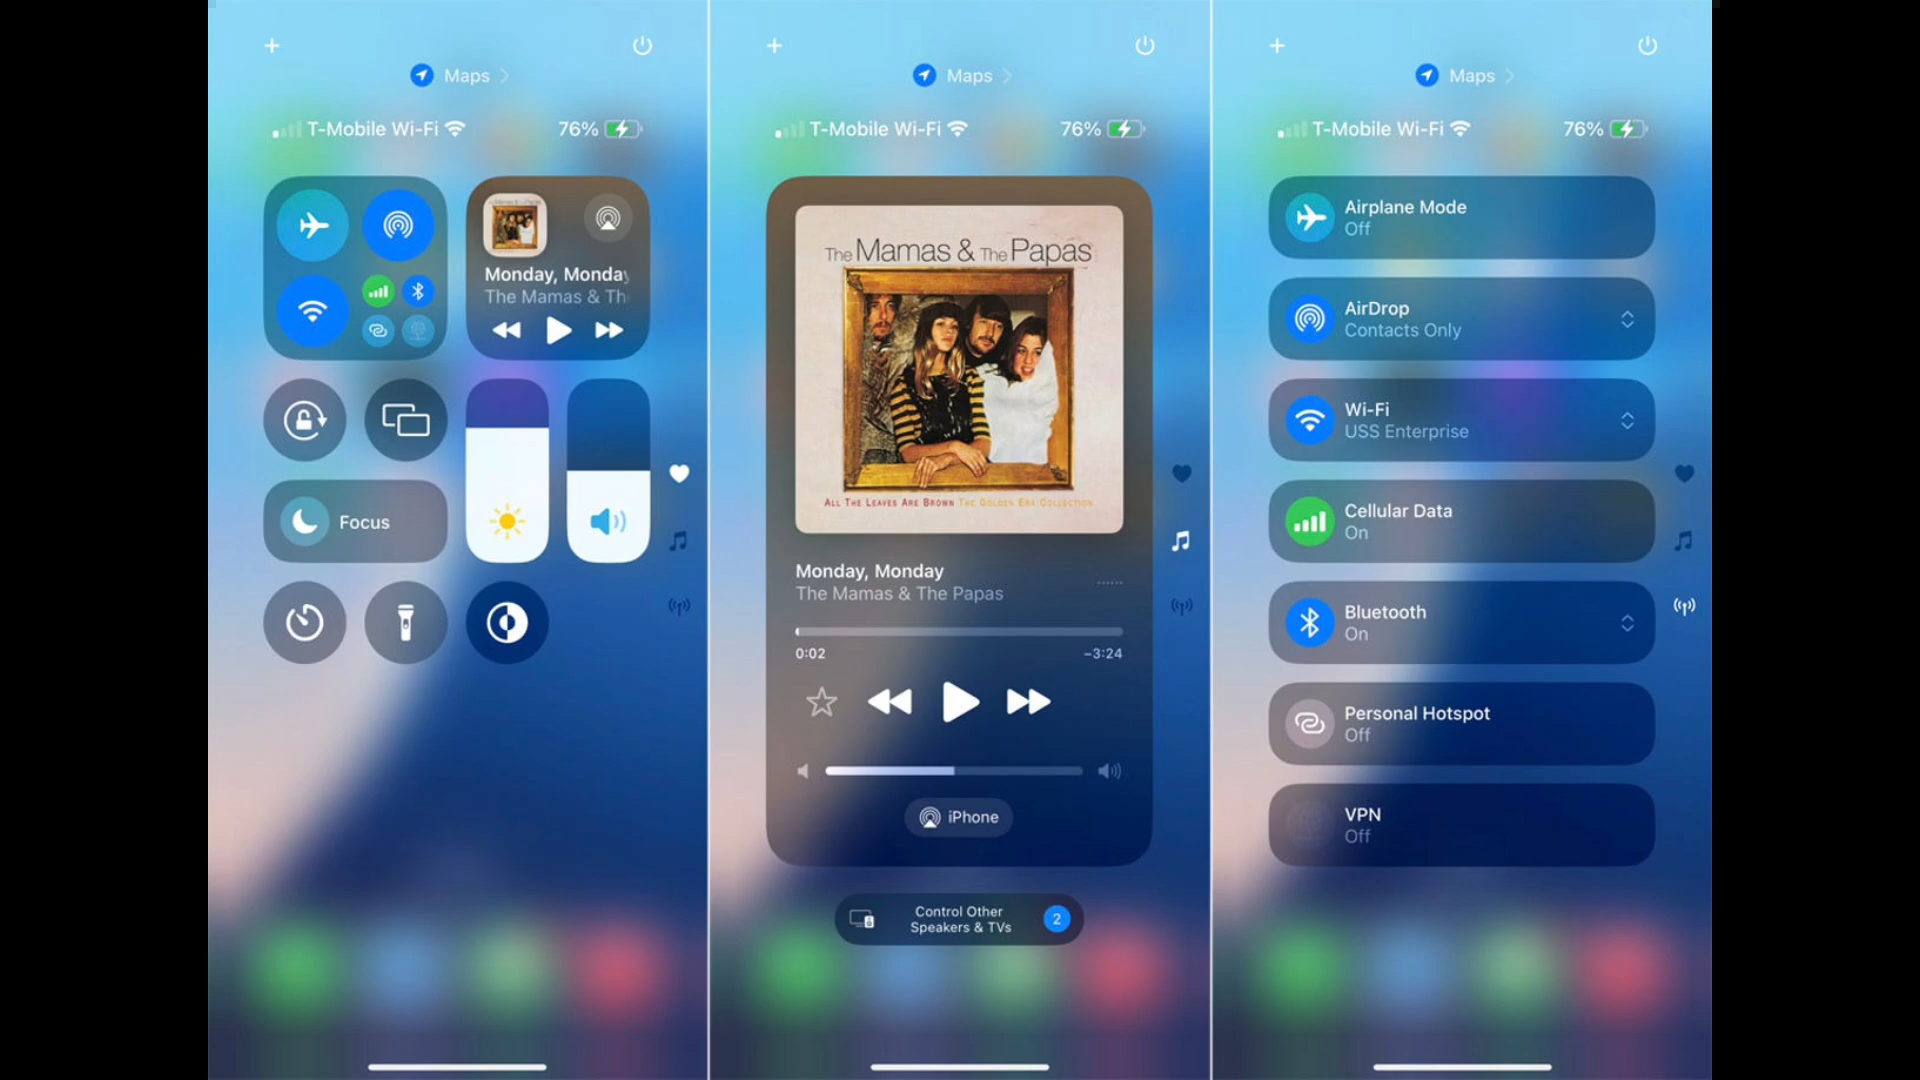 Maps
T-Mobile Wi-Fi
76%
Monday, Monday
The Mamas & Th
Focus
Maps
T-Mobile Wi-Fi
76%
The Mamas & The Papas
All The Leaves Are Brown The Golden Era Collection
Monday, Monday
The Mamas & The Papas
0:02
−3:24
iPhone
Control Other
Speakers & TVs
2
Maps
T-Mobile Wi-Fi
76%
Airplane Mode
Off
AirDrop
Contacts Only
Wi-Fi
USS Enterprise
Cellular Data
On
Bluetooth
On
Personal Hotspot
Off
VPN
Off